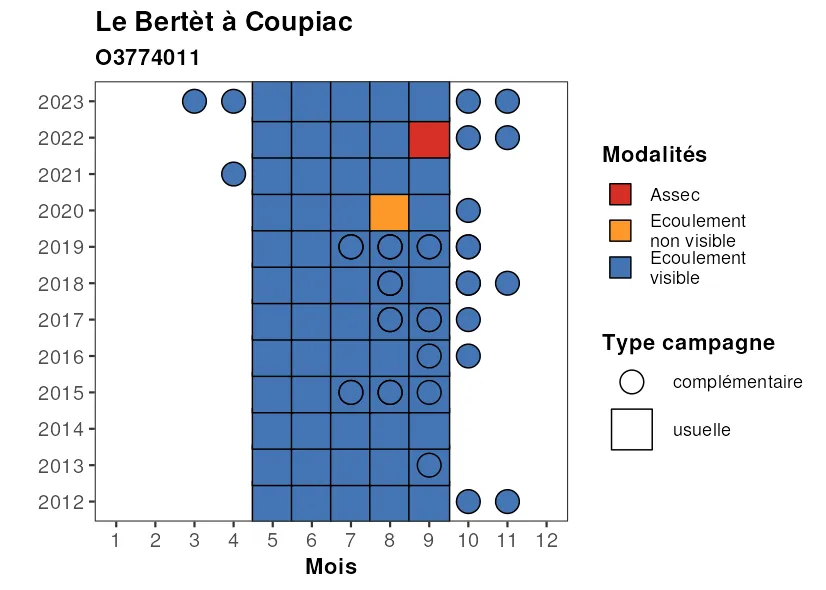 Le Bertèt à Coupiac
O3774011
2023
2022
2021
2020
2019
2018
2017
2016
2015
2014
2013
2012
1 2 3 4 5 6 7 8 9 10 11 12
Mois
Modalités
Assec
Ecoulement
non visible
Ecoulement
visible
Type campagne
complémentaire
usuelle